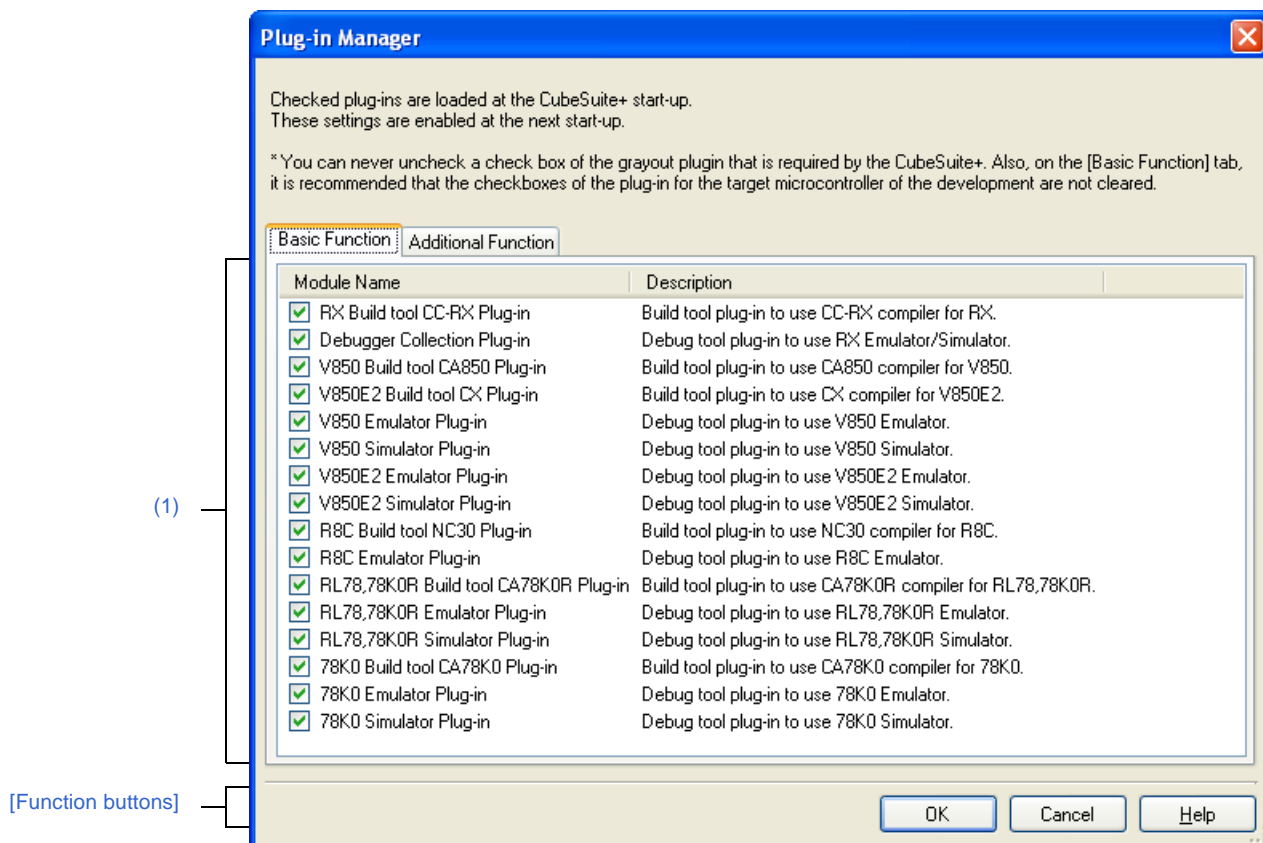 Plug-in Manager
Checked plug-ins are loaded at the CubeSuite+ start-up.
These settings are enabled at the next start-up.
* You can never uncheck a check box of the grayout plugin that is required by the CubeSuite+. Also, on the [Basic Function] tab,
it is recommended that the checkboxes of the plug-in for the target microcontroller of the development are not cleared.
Basic Function Additional Function
Module Name Description
RX Build tool CC-RX Plug-in Build tool plug-in to use CC-RX compiler for RX.
Debugger Collection Plug-in Debug tool plug-in to use RX Emulator/Simulator.
V850 Build tool CA850 Plug-in Build tool plug-in to use CA850 compiler for V850.
V850E2 Build tool CX Plug-in Build tool plug-in to use CX compiler for V850E2.
V850 Emulator Plug-in Debug tool plug-in to use V850 Emulator.
V850 Simulator Plug-in Debug tool plug-in to use V850 Simulator.
V850E2 Emulator Plug-in Debug tool plug-in to use V850E2 Emulator.
V850E2 Simulator Plug-in Debug tool plug-in to use V850E2 Simulator.
(1)
R8C Build tool NC30 Plug-in Build tool plug-in to use NC30 compiler for R8C.
R8C Emulator Plug-in Debug tool plug-in to use R8C Emulator.
RL78,78K0R Build tool CA78K0R Plug-in Build tool plug-in to use CA78K0R compiler for RL78,78K0R.
RL78,78K0R Emulator Plug-in Debug tool plug-in to use RL78,78K0R Emulator.
RL78,78K0R Simulator Plug-in Debug tool plug-in to use RL78,78K0R Simulator.
78K0 Build tool CA78K0 Plug-in Build tool plug-in to use CA78K0 compiler for 78K0.
78K0 Emulator Plug-in Debug tool plug-in to use 78K0 Emulator.
78K0 Simulator Plug-in Debug tool plug-in to use 78K0 Simulator.
[Function buttons]
OK Cancel Help